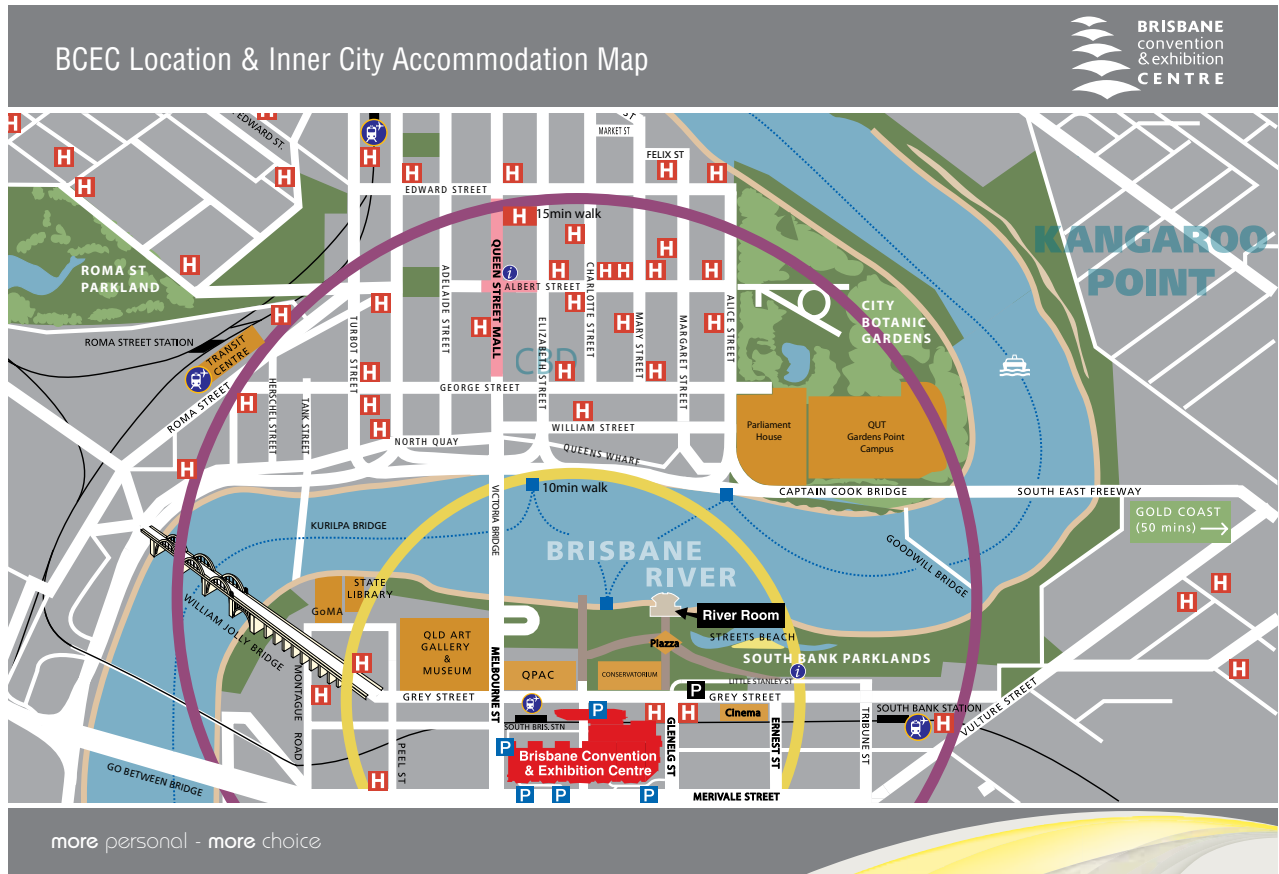 BCEC Location & Inner City Accommodation Map
BRISBANE
convention
& exhibition
CENTRE
EDWARD ST.
MARKET ST
FELIX ST
EDWARD STREET
15min walk
KANGAROO
POINT
ROMA ST
PARKLAND
QUEEN STREET MALL
ADELAIDE STREET
ALBERT STREET
CHARLOTTE STREET
ELIZABETH STREET
MARY STREET
MARGARET STREET
ALICE STREET
TURBOT STREET
CITY
BOTANIC
GARDENS
ROMA STREET STATION
TRANSIT
CENTRE
ROMA STREET
HERSCHEL STREET
TANK STREET
CBD
GEORGE STREET
WILLIAM STREET
NORTH QUAY
QUEENS WHARF
Parliament
House
QUT
Gardens Point
Campus
10min walk
VICTORIA BRIDGE
CAPTAIN COOK BRIDGE
SOUTH EAST FREEWAY
GOLD COAST
(50 mins)
KURILPA BRIDGE
BRISBANE
RIVER
GOODWILL BRIDGE
STATE
LIBRARY
GoMA
WILLIAM JOLLY BRIDGE
River Room
STREETS BEACH
Piazza
QLD ART
GALLERY
&
MUSEUM
MELBOURNE ST
QPAC
CONSERVATORIUM
SOUTH BANK PARKLANDS
LITTLE STANLEY ST
GREY STREET
GREY STREET
MONTAGUE ROAD
PEEL ST
SOUTH BRIS. STN
Cinema
GLENELG ST
ERNEST ST
TRIBUNE ST
SOUTH BANK STATION
VULTURE STREET
Brisbane Convention
& Exhibition Centre
GO BETWEEN BRIDGE
MERIVALE STREET
more personal - more choice